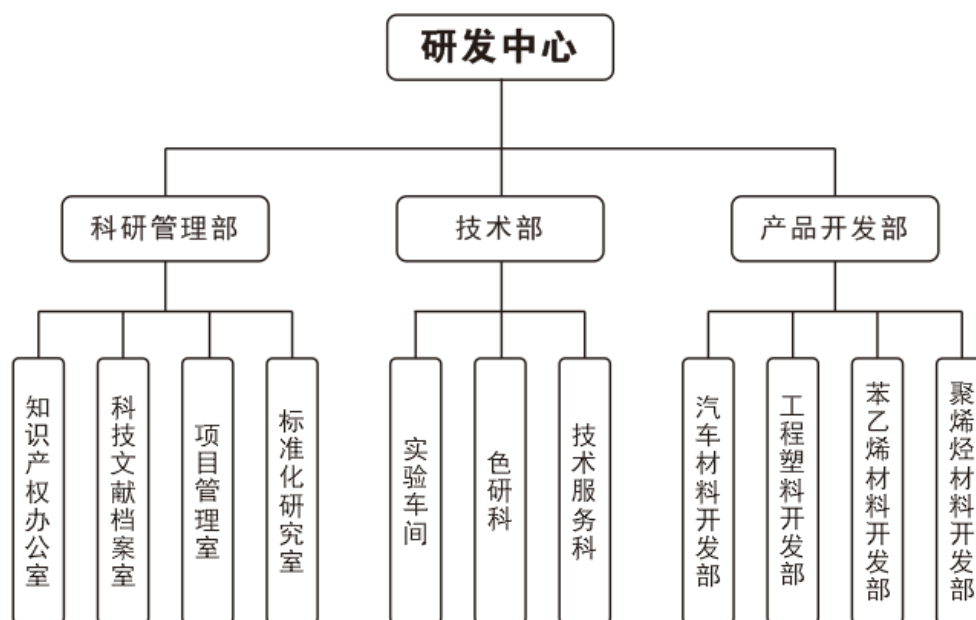 研发中心
科研管理部
技术部
产品开发部
知识产权办公室
科技文献档案室
项目管理室
标准化研究室
实验车间
色研科
技术服务科
汽车材料开发部
工程塑料开发部
苯乙烯材料开发部
聚烯烃材料开发部